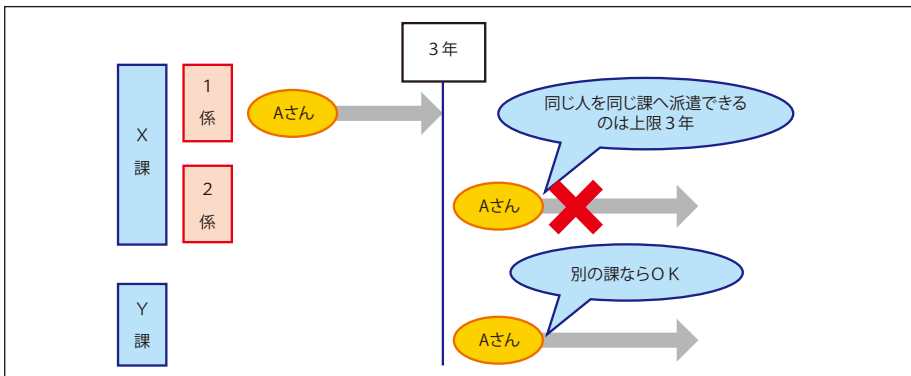 3年
X
課
1
係
Aさん
同じ人を同じ課へ派遣できる
のは上限3年
2
係
Aさん
別の課ならOK
Y
課
Aさん